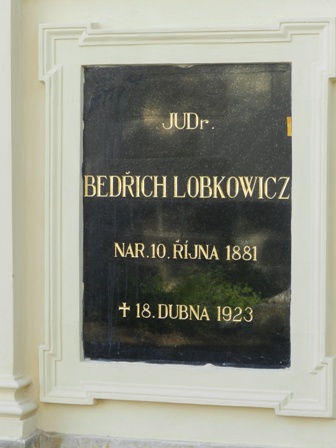 JUDr.
BEDŘICH LOBKOWICZ
NAR. 10. ŘÍJNA 1881
✝ 18. DUBNA 1923